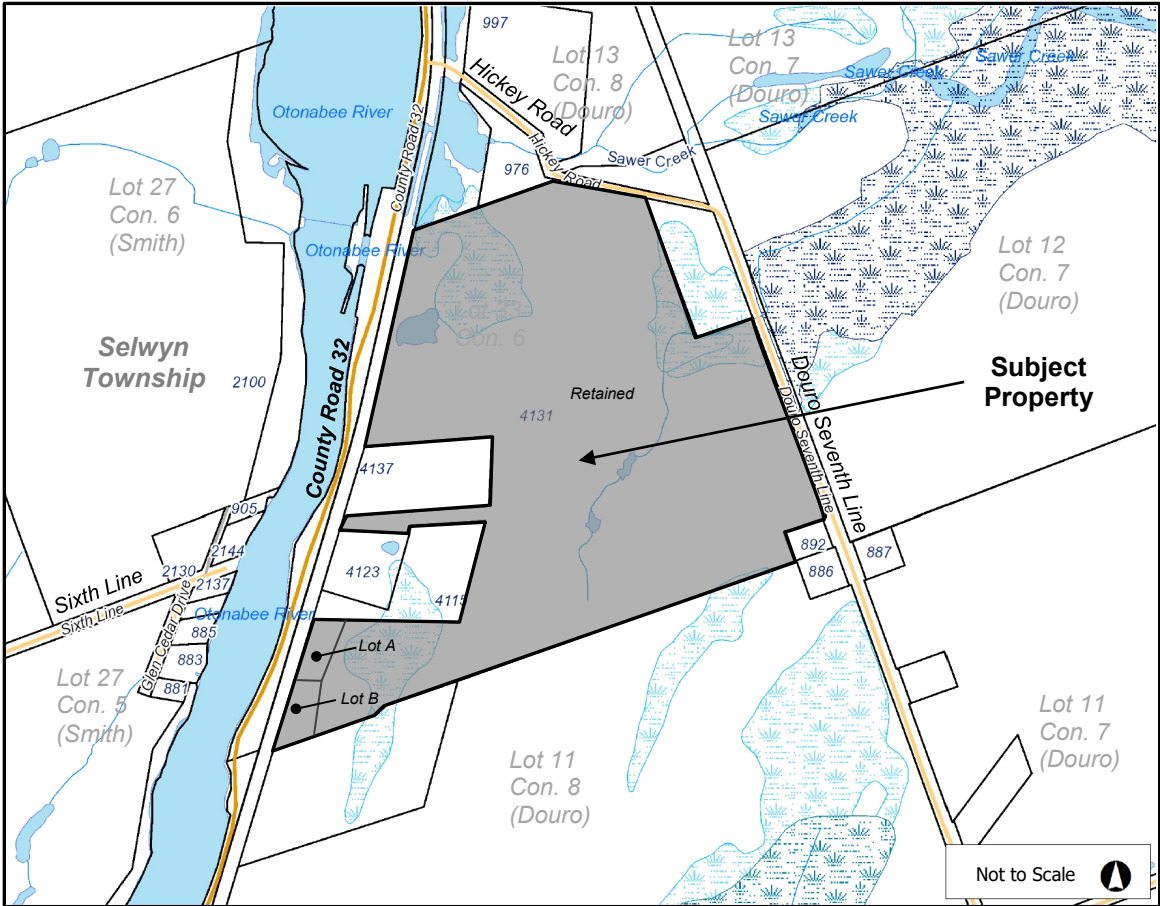 997
Lot 13
Con. 8
(Douro)
Lot 13
Con. 7
(Douro)
Sawer Creek
Sawer Creek
Sawer Creek
Hickey Road
Hickey Road
Otonabee River
County Road 32
Sawer Creek
976
Hickey Road
Lot 27
Con. 6
(Smith)
Otonabee River
Lot 12
Con. 7
(Douro)
Con. 6
Selwyn
Township
2100
County Road 32
Retained
4131
Subject
Property
Douro Seventh Line
Douro Seventh Line
4137
905
2144
2130
2137
Sixth Line
Sixth Line
Glen Cedar Drive
Otonabee River
4123
4115
892
887
886
885
883
881
Lot A
Lot B
Lot 27
Con. 5
(Smith)
Lot 11
Con. 8
(Douro)
Lot 11
Con. 7
(Douro)
Not to Scale